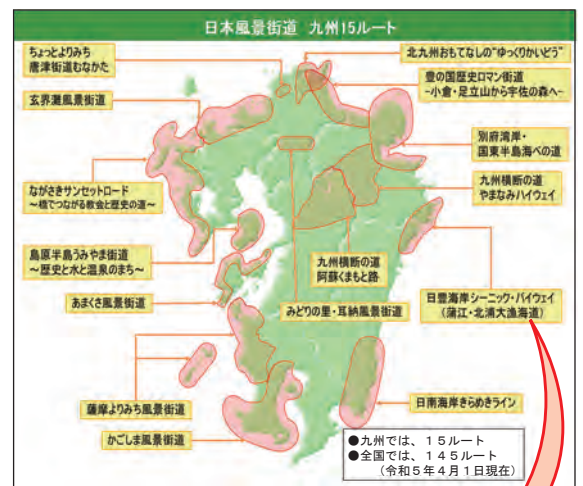 日本風景街道 九州15ルート
ちょっとよりみち
唐津街道むなかた
北九州おもてなしの"ゆっくりかいどう"
豊の国歴史ロマン街道
~小倉・足立山から宇佐の森へ~
玄界灘風景街道
別府湾岸・
国東半島海べの道
ながさきサンセットロード
~橋でつながる教会と歴史の道~
九州横断の道
やまなみハイウェイ
島原半島うみやま街道
~歴史と水と温泉のまち~
九州横断の道
阿蘇くまもと路
日豊海岸シーニック・バイウェイ
(蒲江・北浦大漁海道)
あまくさ風景街道
みどりの里・耳納風景街道
薩摩よりみち風景街道
日南海岸きらめきライン
かごしま風景街道
●九州では、15ルート
●全国では、145ルート
(令和5年4月1日現在)